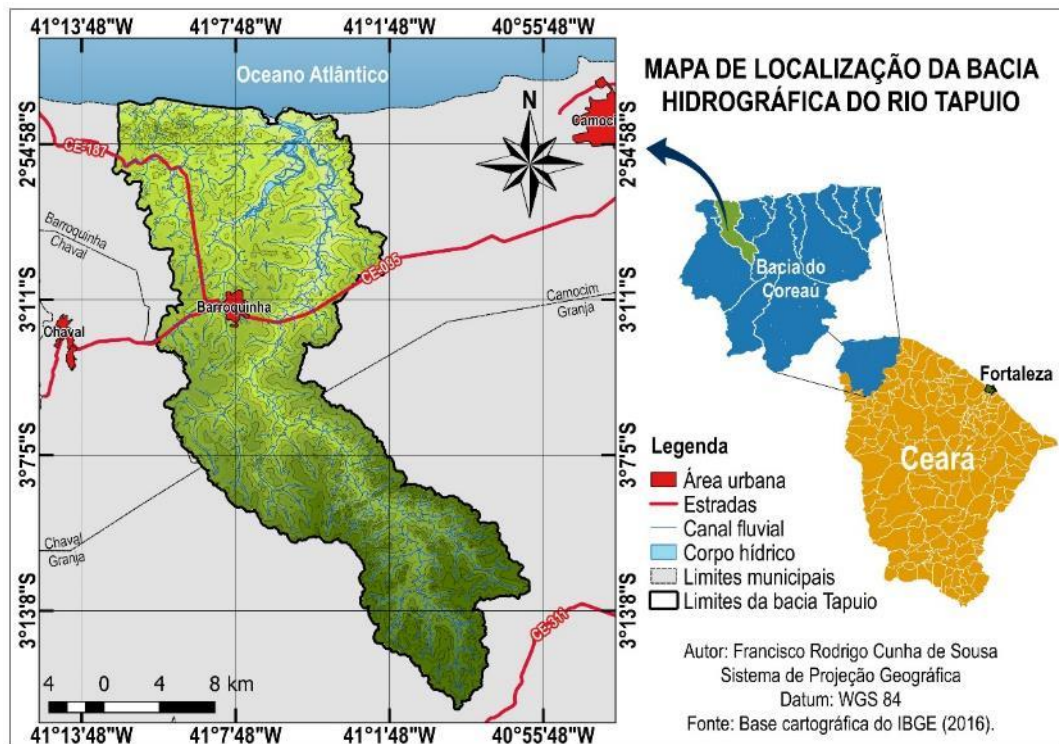 41°13'48"W 41°7'48"W 41°1'48"W 40°55'48"W
Oceano Atlântico
N
Camoci
2°54'58"S
CE-187
Barroquinha
Chaval
CE-085
3°1'1"S
Barroquinha
Chaval
Camocim
Granja
3°7'5"S
Chaval
Granja
3°13'8"S
CE-311
4 0 4 8 km
41°13'48"W 41°7'48"W 41°1'48"W 40°55'48"W
2°54'58"S
3°1'1"S
3°7'5"S
3°13'8"S
MAPA DE LOCALIZAÇÃO DA BACIA
HIDROGRÁFICA DO RIO TAPUIO
Bacia do
Coreaú
Fortaleza
Ceará
Legenda
Área urbana
Estradas
Canal fluvial
Corpo hídrico
Limites municipais
Limites da bacia Tapuio
Autor: Francisco Rodrigo Cunha de Sousa
Sistema de Projeção Geográfica
Datum: WGS 84
Fonte: Base cartográfica do IBGE (2016).